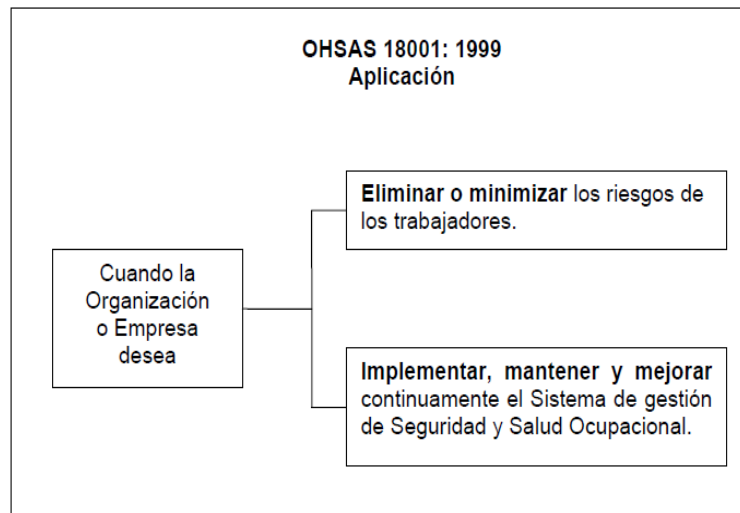 OHSAS 18001: 1999
Aplicación
Eliminar o minimizar los riesgos de
los trabajadores.
Cuando la
Organización
o Empresa
desea
Implementar, mantener y mejorar
continuamente el Sistema de gestión
de Seguridad y Salud Ocupacional.